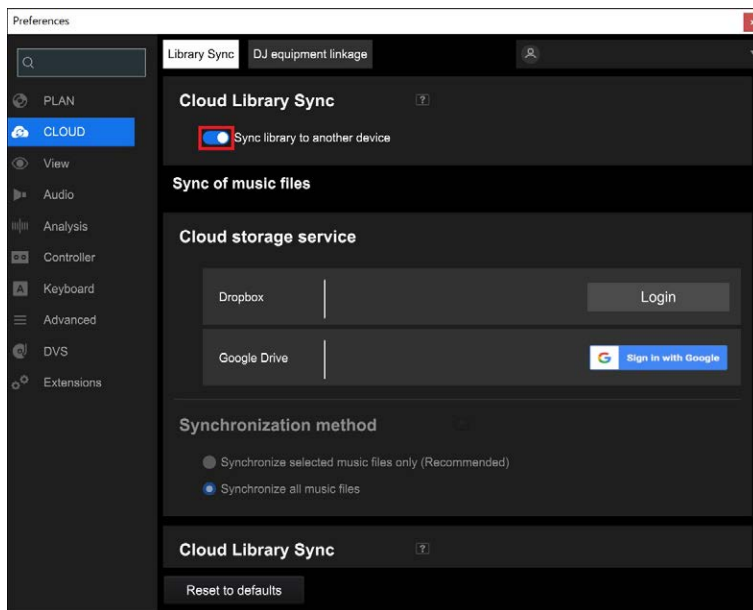 Preferences
Library Sync
DJ equipment linkage
PLAN
CLOUD
View
Audio
Analysis
Controller
A Keyboard
Advanced
DVS
Extensions
Cloud Library Sync ?
Sync library to another device
Sync of music files
Cloud storage service
Dropbox
Login
Google Drive
G Sign in with Google
Synchronization method
Synchronize selected music files only (Recommended)
Synchronize all music files
Cloud Library Sync ?
Reset to defaults